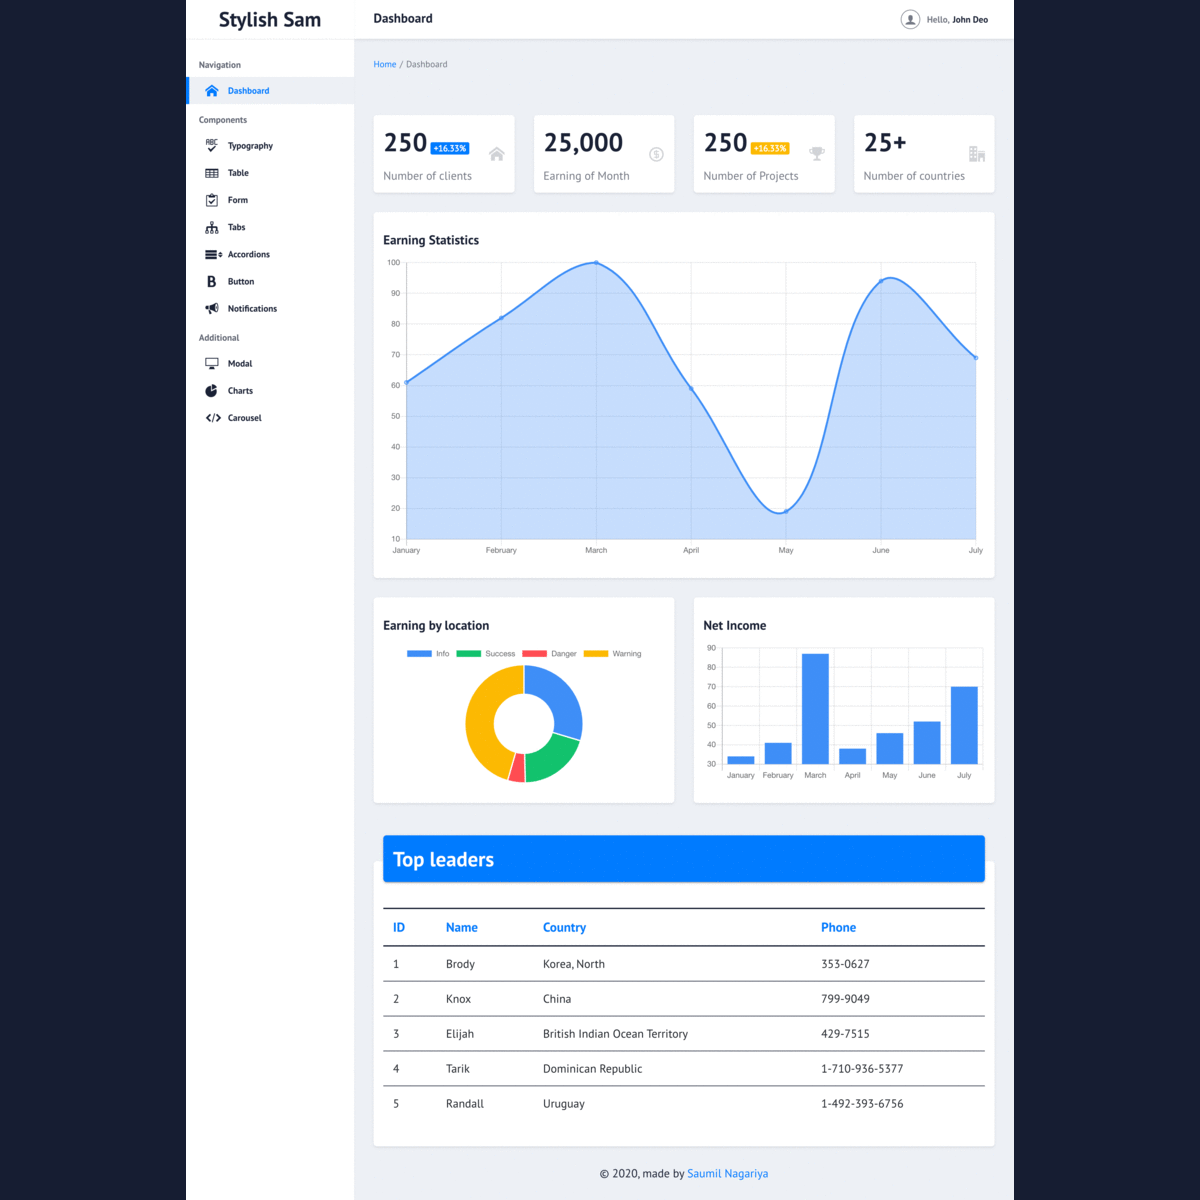 Stylish Sam
Dashboard
Hello, John Deo
Navigation
Dashboard
Components
ABC
Typography
Table
Form
Tabs
Accordions
B Button
Notifications
Additional
Modal
Charts
</> Carousel
Home / Dashboard
250 +16.33%
Number of clients
25,000
$
Earning of Month
250 +16.33%
Number of Projects
25+
Number of countries
Earning Statistics
100
90
80
70
60
50
40
30
20
10
January February March April May June July
Earning by location
Info Success Danger Warning
Net Income
90
80
70
60
50
40
30
January February March April May June July
Top leaders
ID Name Country Phone
1 Brody Korea, North 353-0627
2 Knox China 799-9049
3 Elijah British Indian Ocean Territory 429-7515
4 Tarik Dominican Republic 1-710-936-5377
5 Randall Uruguay 1-492-393-6756
© 2020, made by Saumil Nagariya